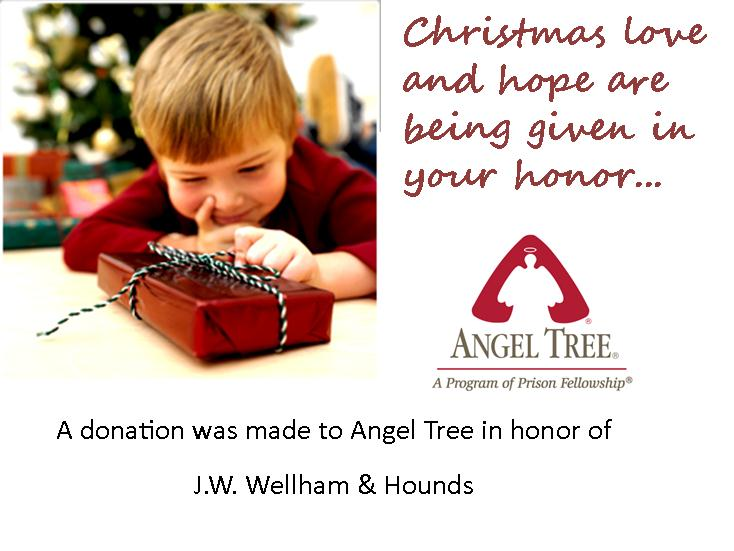 Christmas love
and hope are
being given in
your honor...
ANGEL TREE®
A Program of Prison Fellowship®
A donation was made to Angel Tree in honor of
J.W. Wellham & Hounds